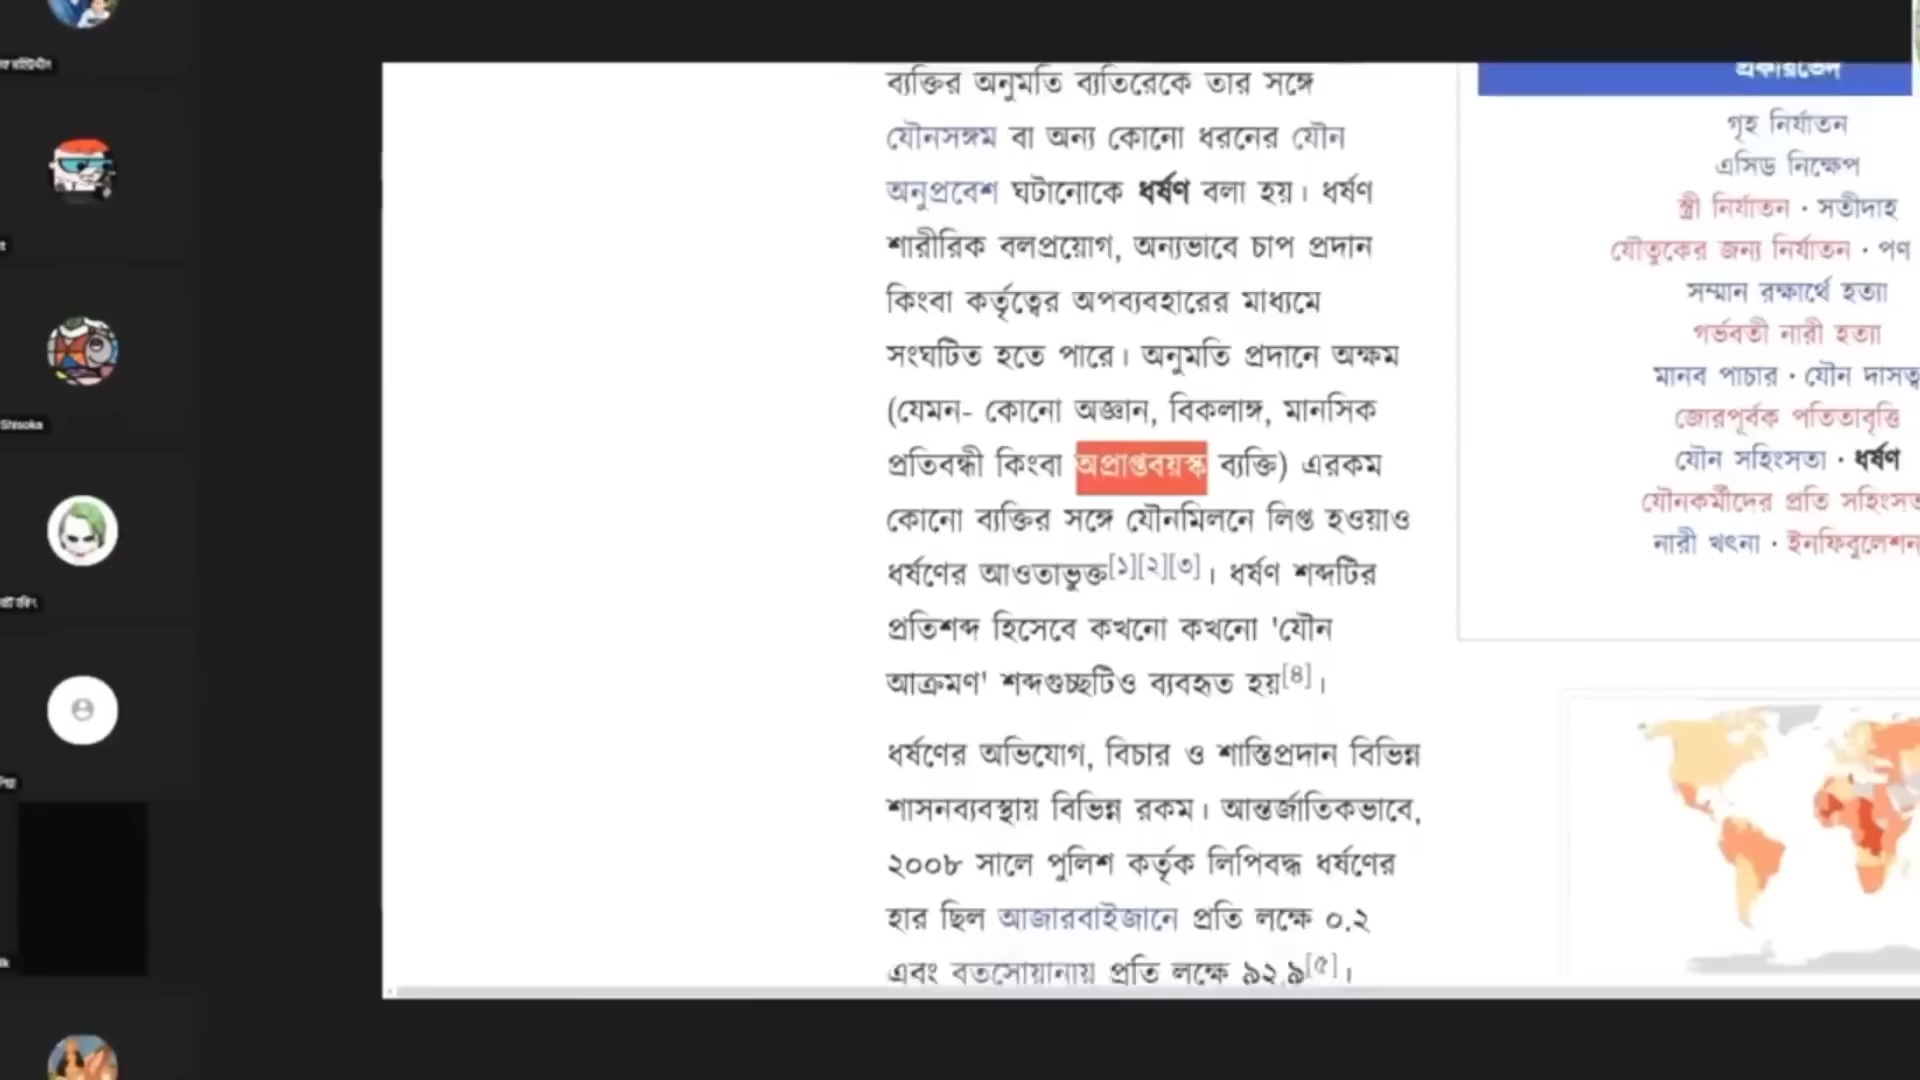 ব্যক্তির অনুমতি ব্যতিরেকে তার সঙ্গে
যৌনসঙ্গম বা অন্য কোনো ধরনের যৌন
অনুপ্রবেশ ঘটানোকে ধর্ষণ বলা হয়। ধর্ষণ
শারীরিক বলপ্রয়োগ, অন্যভাবে চাপ প্রদান
কিংবা কর্তৃত্বের অপব্যবহারের মাধ্যমে
সংঘটিত হতে পারে। অনুমতি প্রদানে অক্ষম
(যেমন- কোনো অজ্ঞান, বিকলাঙ্গ, মানসিক
প্রতিবন্ধী কিংবা অপ্রাপ্তবয়স্ক ব্যক্তি) এরকম
কোনো ব্যক্তির সঙ্গে যৌনমিলনে লিপ্ত হওয়াও
ধর্ষণের আওতাভুক্ত[১][২][৩]। ধর্ষণ শব্দটির
প্রতিশব্দ হিসেবে কখনো কখনো 'যৌন
আক্রমণ' শব্দগুচ্ছটিও ব্যবহৃত হয়[৪]।
ধর্ষণের অভিযোগ, বিচার ও শাস্তিপ্রদান বিভিন্ন
শাসনব্যবস্থায় বিভিন্ন রকম। আন্তর্জাতিকভাবে,
২০০৮ সালে পুলিশ কর্তৃক লিপিবদ্ধ ধর্ষণের
হার ছিল আজারবাইজানে প্রতি লক্ষে ০.২
এবং বতসোয়ানায় প্রতি লক্ষে ৯২.৯[৫]।
প্রকারভেদ
গৃহ নির্যাতন
এসিড নিক্ষেপ
স্ত্রী নির্যাতন · সতীদাহ
যৌতুকের জন্য নির্যাতন · পণ
সম্মান রক্ষার্থে হত্যা
গর্ভবতী নারী হত্যা
মানব পাচার · যৌন দাসত্ব
জোরপূর্বক পতিতাবৃত্তি
যৌন সহিংসতা · ধর্ষণ
যৌনকর্মীদের প্রতি
নারী খৎনা · ইনফিবুলেশন
Shisoka